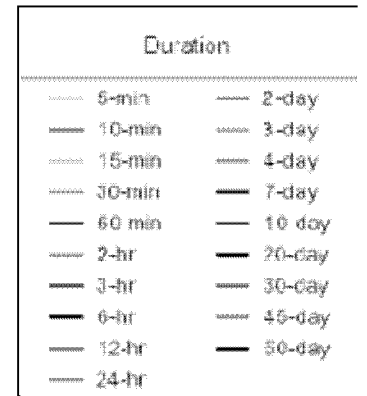 Duration
5-min
10-min
15-min
30-min
60-min
2-hr
3-hr
6-hr
12-hr
24-hr
2-day
3-day
4-day
7-day
10-day
20-day
30-day
45-day
60-day